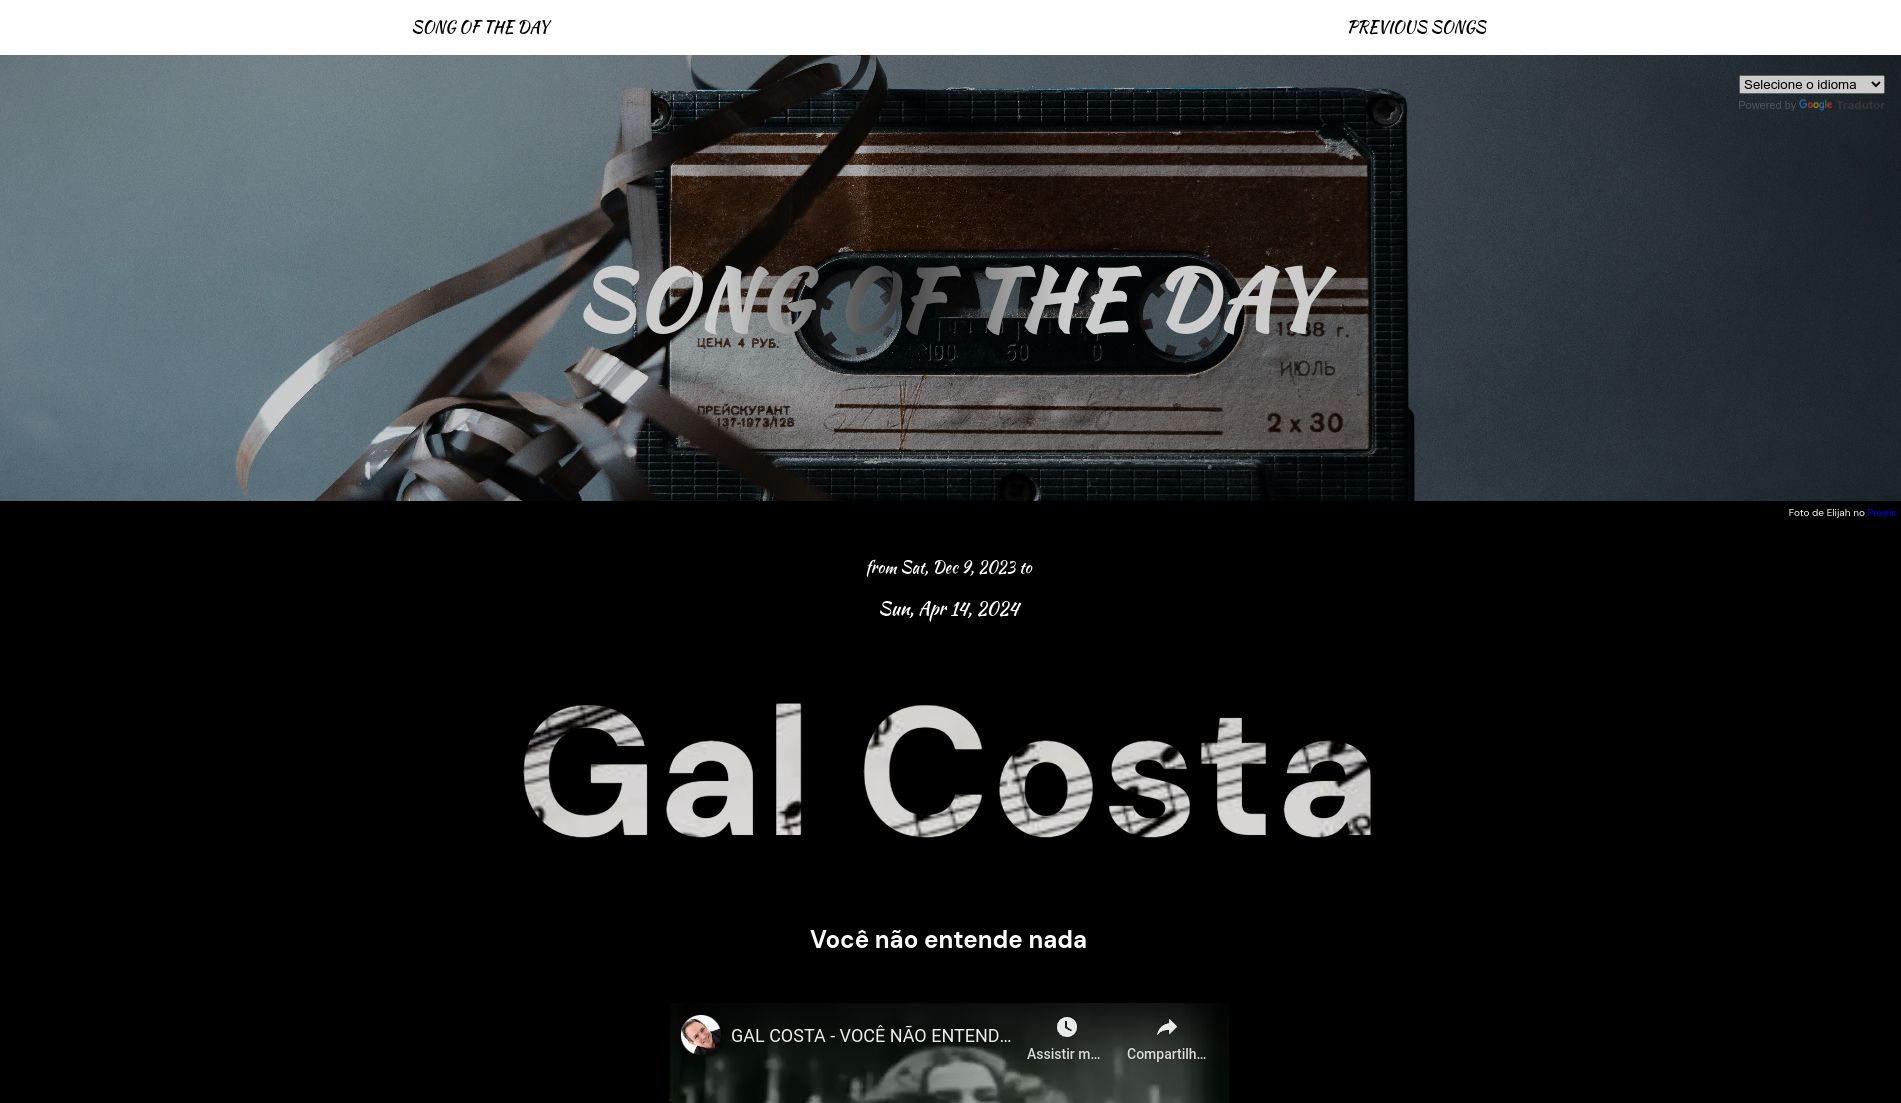 SONG OF THE DAY
PREVIOUS SONGS
Selecione o idioma
Powered by Google Tradutor
SONG OF THE DAY
ЦЕНА 4 РУБ.
100 50 0
1988 г.
ИЮЛЬ
ПРЕЙСКУРАНТ
137-1973/128
2 x 30
Foto de Elijah no Pexels
from Sat, Dec 9, 2023 to
Sun, Apr 14, 2024
Gal Costa
Você não entende nada
GAL COSTA - VOCÊ NÃO ENTEND...
Assistir m...
Compartilh...